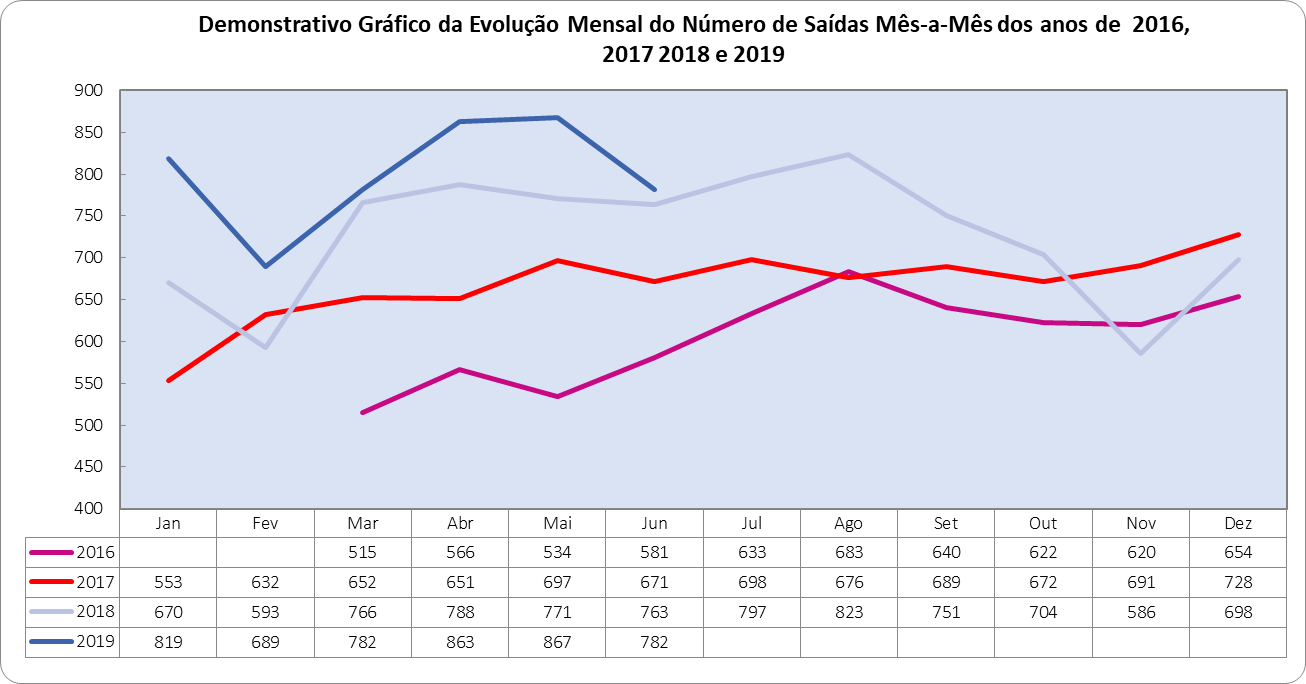 Demonstrativo Gráfico da Evolução Mensal do Número de Saídas Mês-a-Mês dos anos de 2016,
2017 2018 e 2019
900
850
800
750
700
650
600
550
500
450
400
Jan Fev Mar Abr Mai Jun Jul Ago Set Out Nov Dez
2016 515 566 534 581 633 683 640 622 620 654
2017 553 632 652 651 697 671 698 676 689 672 691 728
2018 670 593 766 788 771 763 797 823 751 704 586 698
2019 819 689 782 863 867 782